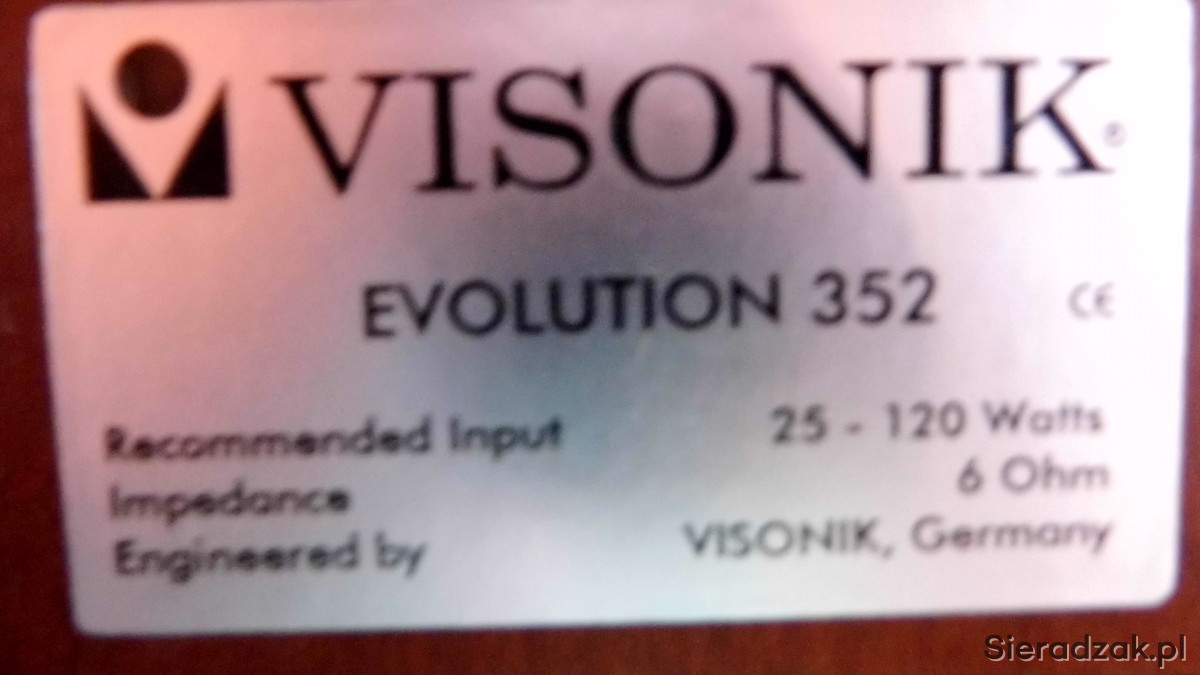 VISONIK®
EVOLUTION 352 CE
Recommended Input 25 - 120 Watts
Impedance 6 Ohm
Engineered by VISONIK, Germany
Sieradzak.pl